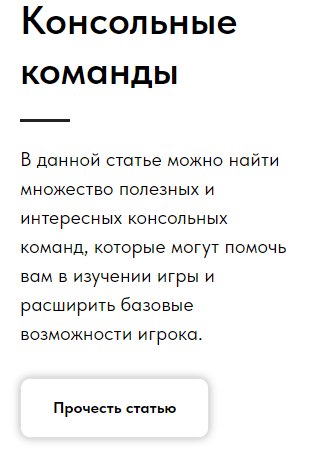 Консольные
команды
В данной статье можно найти
множество полезных и
интересных консольных
команд, которые могут помочь
вам в изучении игры и
расширить базовые
возможности игрока.
Прочесть статью